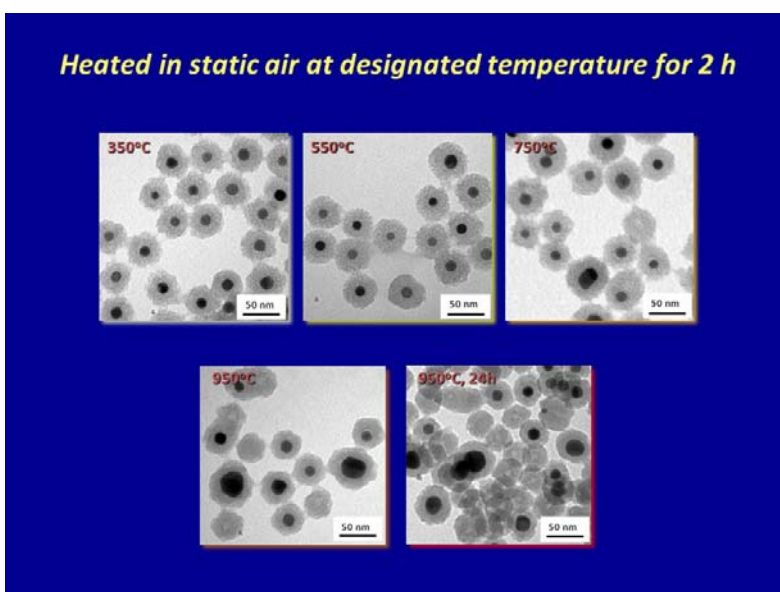 Heated in static air at designated temperature for 2 h
350°C
550°C
750°C
50 nm
50 nm
50 nm
950°C
950°C, 24h
50 nm
50 nm